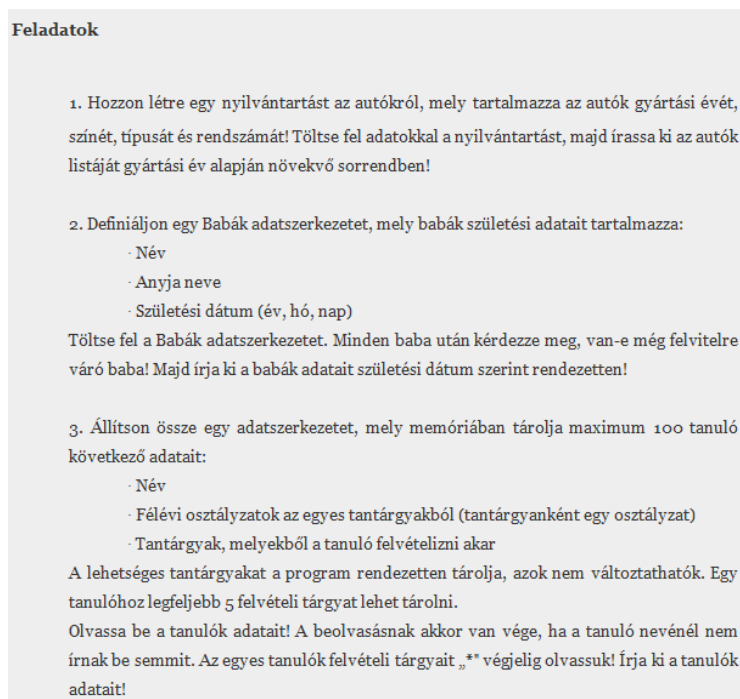 Feladatok
1. Hozzon létre egy nyilvántartást az autókról, mely tartalmazza az autók gyártási évét,
színét, típusát és rendszámát! Töltse fel adatokkal a nyilvántartást, majd írassa ki az autók
listáját gyártási év alapján növekvő sorrendben!
2. Definiáljon egy Babák adatszerkezetet, mely babák születési adatait tartalmazza:
· Név
· Anyja neve
· Születési dátum (év, hó, nap)
Töltse fel a Babák adatszerkezetet. Minden baba után kérdezze meg, van-e még felvitelre
váró baba! Majd írja ki a babák adatait születési dátum szerint rendezetten!
3. Állítson össze egy adatszerkezetet, mely memóriában tárolja maximum 100 tanuló
következő adatait:
· Név
· Félévi osztályzatok az egyes tantárgyakból (tantárgyanként egy osztályzat)
· Tantárgyak, melyekből a tanuló felvételizni akar
A lehetséges tantárgyakat a program rendezetten tárolja, azok nem változtathatók. Egy
tanulóhoz legfeljebb 5 felvételi tárgyat lehet tárolni.
Olvassa be a tanulók adatait! A beolvasásnak akkor van vége, ha a tanuló nevénél nem
írnak be semmit. Az egyes tanulók felvételi tárgyait „*" végjelig olvassuk! Írja ki a tanulók
adatait!